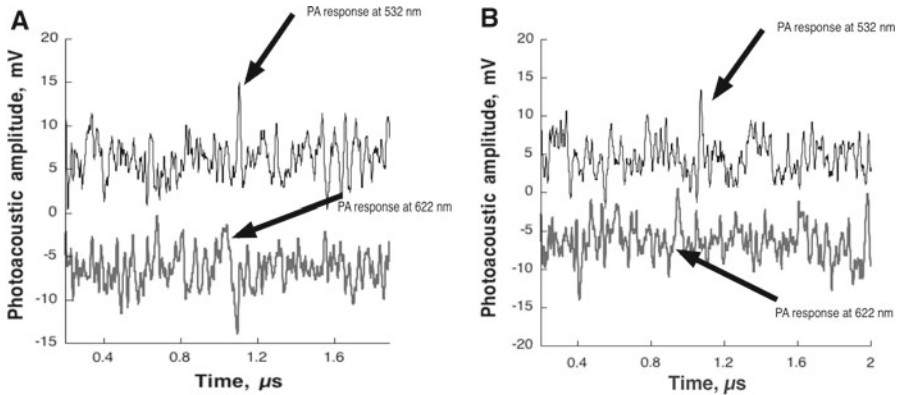 A
PA response at 532 nm
Photoacoustic amplitude, mV
20
15
10
5
0
-5
-10
-15
PA response at 622 nm
0.4 0.8 1.2 1.6
Time, μs
B
PA response at 532 nm
Photoacoustic amplitude, mV
20
15
10
5
0
-5
-10
-15
-20
PA response at 622 nm
0.4 0.8 1.2 1.6 2
Time, μs